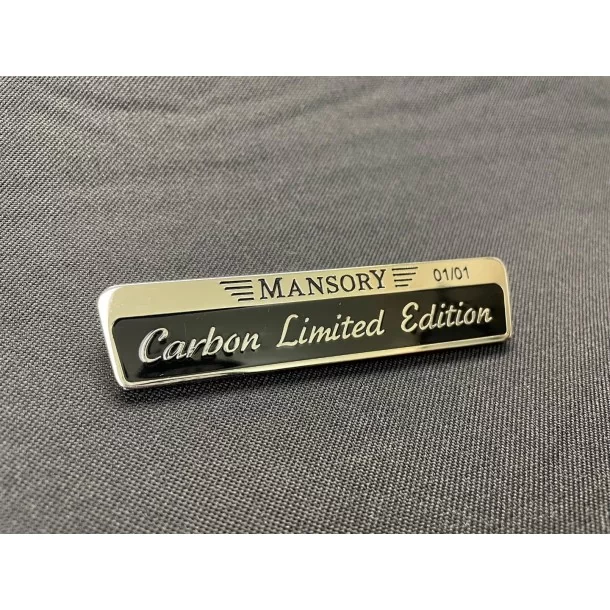 MANSORY 01/01
Carbon Limited Edition